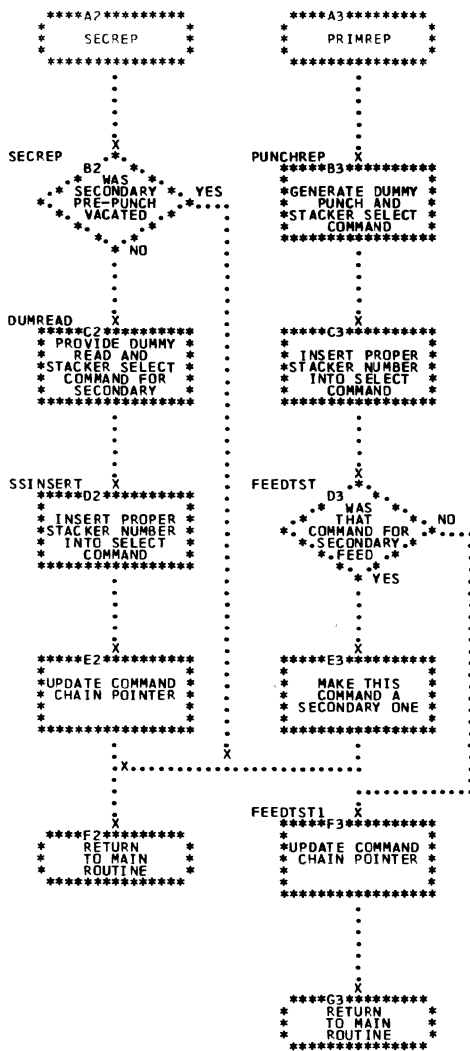 A2
SECREP
A3
PRIMREP
SECREP
B2
WAS
SECONDARY
PRE-PUNCH
VACATED
YES
NO
PUNCHREP
B3
GENERATE DUMMY
PUNCH AND
STACKER SELECT
COMMAND
DUMREAD
C2
PROVIDE DUMMY
READ AND
STACKER SELECT
COMMAND FOR
SECONDARY
C3
INSERT PROPER
STACKER NUMBER
INTO SELECT
COMMAND
SSINSERT
D2
INSERT PROPER
STACKER NUMBER
INTO SELECT
COMMAND
FEEDTST
D3
WAS
THAT
COMMAND FOR
SECONDARY
FEED
NO
YES
E2
UPDATE COMMAND
CHAIN POINTER
E3
MAKE THIS
COMMAND A
SECONDARY ONE
F2
RETURN
TO MAIN
ROUTINE
FEEDTST1
F3
UPDATE COMMAND
CHAIN POINTER
G3
RETURN
TO MAIN
ROUTINE